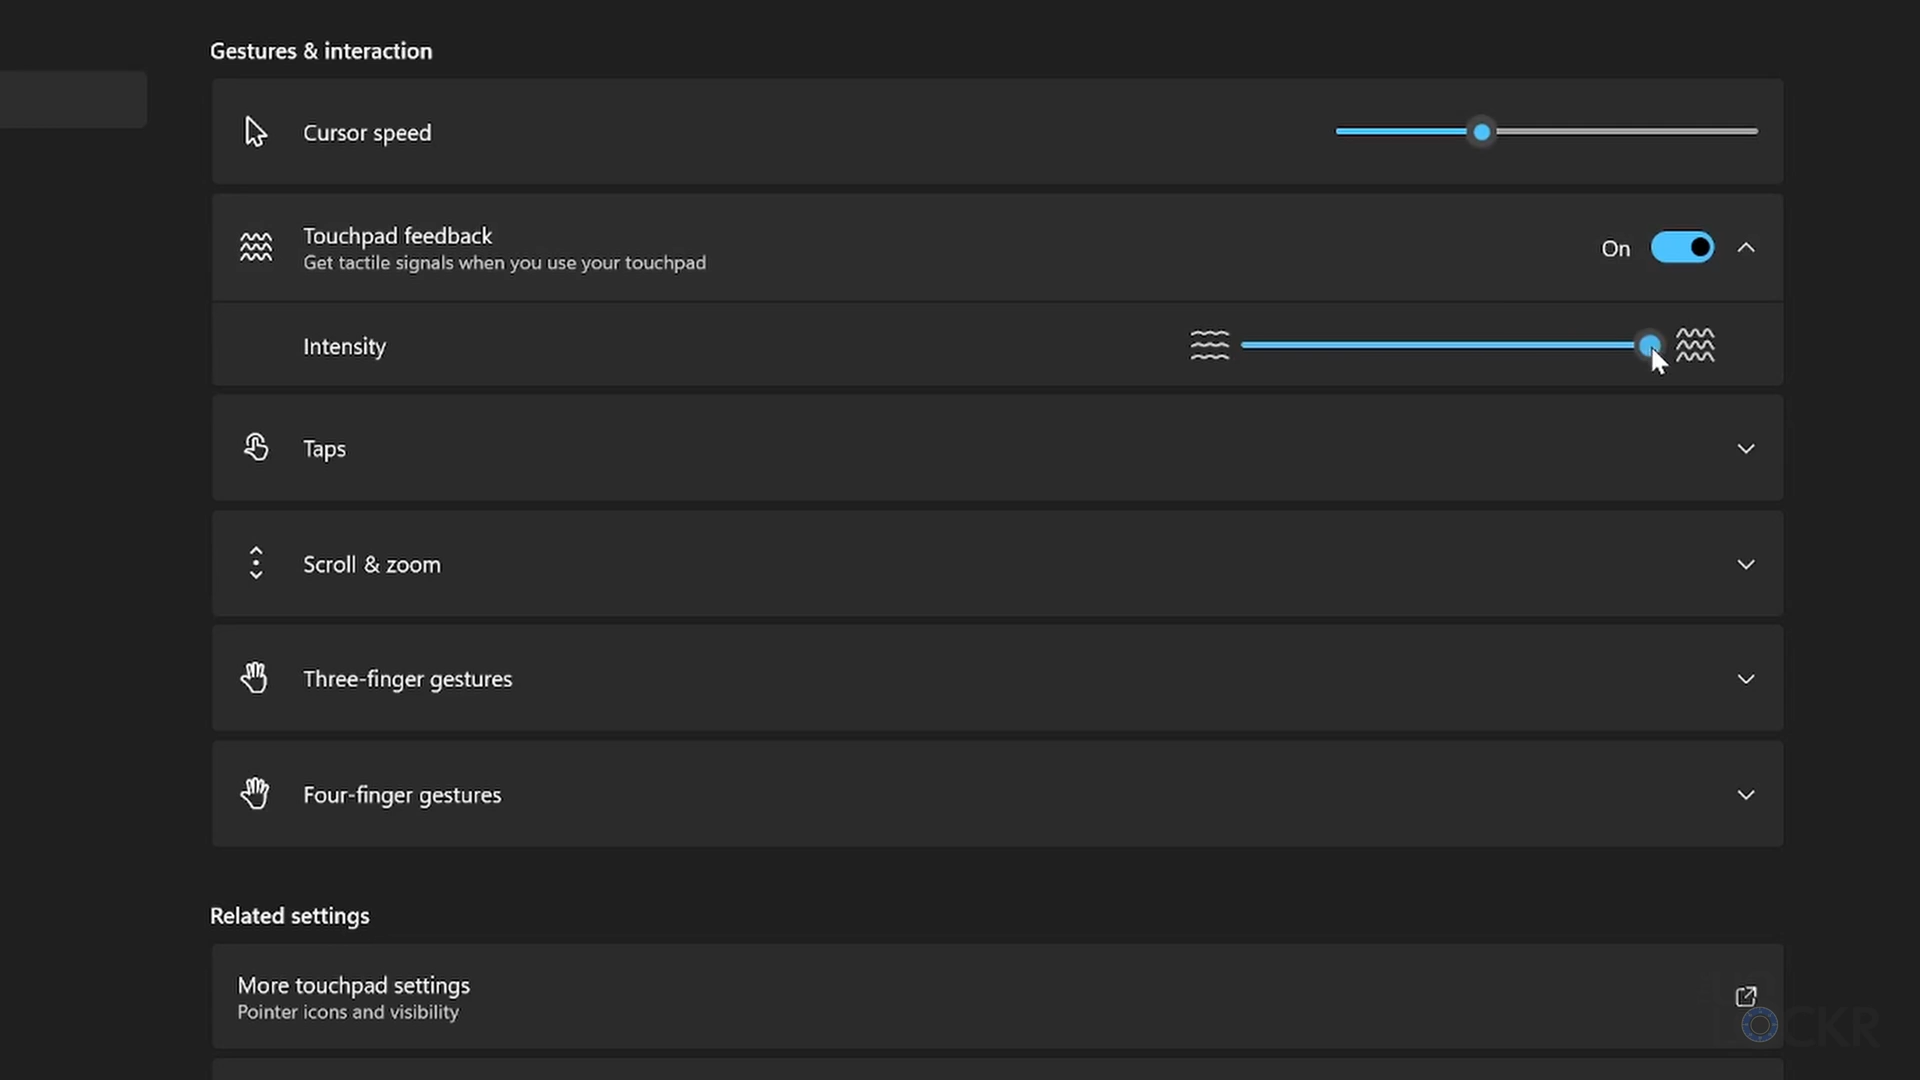 Gestures & interaction
Cursor speed
Touchpad feedback
Get tactile signals when you use your touchpad
On
Intensity
Taps
Scroll & zoom
Three-finger gestures
Four-finger gestures
Related settings
More touchpad settings
Pointer icons and visibility
LOCKR